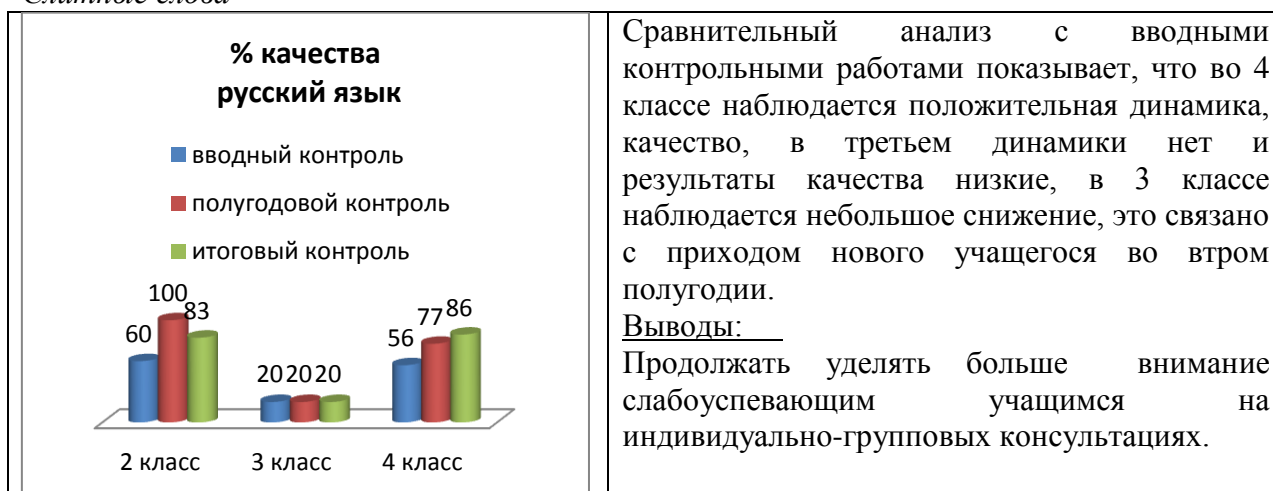 % качества
русский язык
вводный контроль
полугодовой контроль
итоговый контроль
60 100 83 20 20 20 56 77 86
2 класс 3 класс 4 класс
Сравнительный анализ с вводными
контрольными работами показывает, что во 4
классе наблюдается положительная динамика,
качество, в третьем динамики нет и
результаты качества низкие, в 3 классе
наблюдается небольшое снижение, это связано
с приходом нового учащегося во втром
полугодии.
Выводы:
Продолжать уделять больше внимание
слабоуспевающим учащимся на
индивидуально-групповых консультациях.